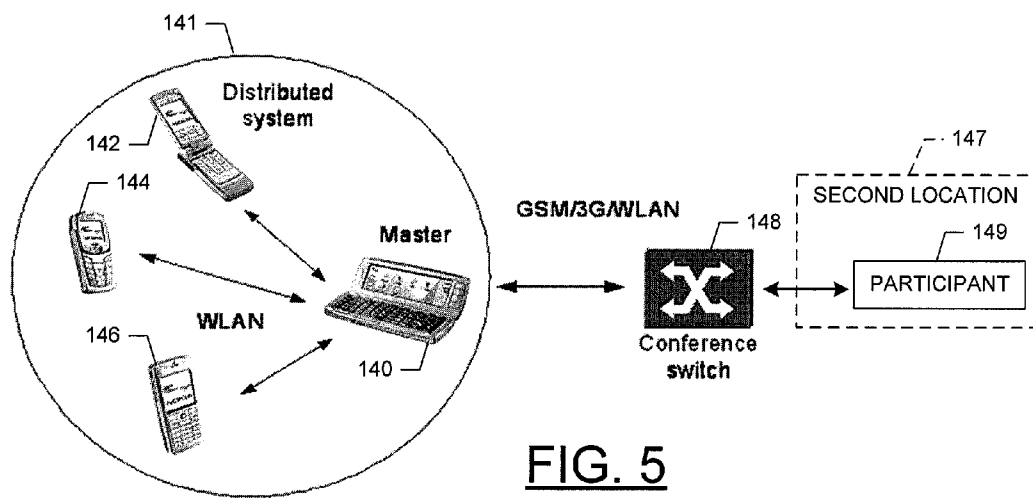 141
Distributed
system
142
144
147
SECOND LOCATION
GSM/3G/WLAN
148
149
Master
PARTICIPANT
WLAN
146
140
Conference
switch
FIG. 5